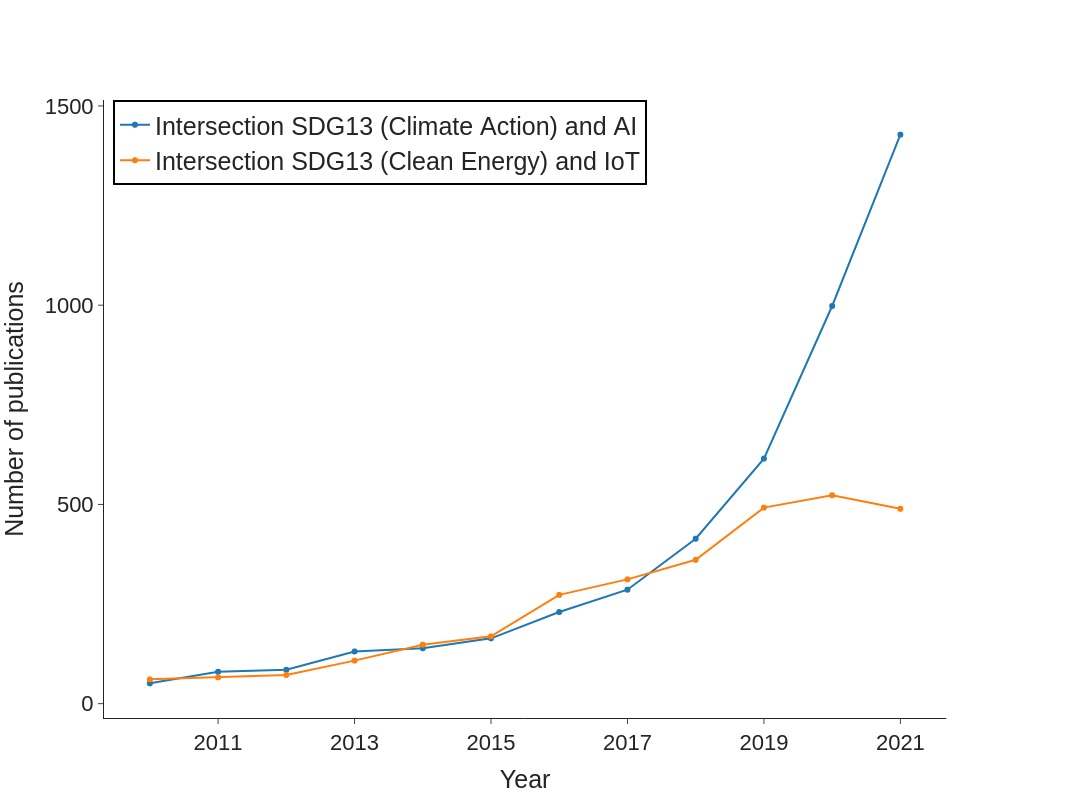 1500
1000
500
0
Intersection SDG13 (Climate Action) and AI
Intersection SDG13 (Clean Energy) and IoT
Number of publications
2011 2013 2015 2017 2019 2021
Year